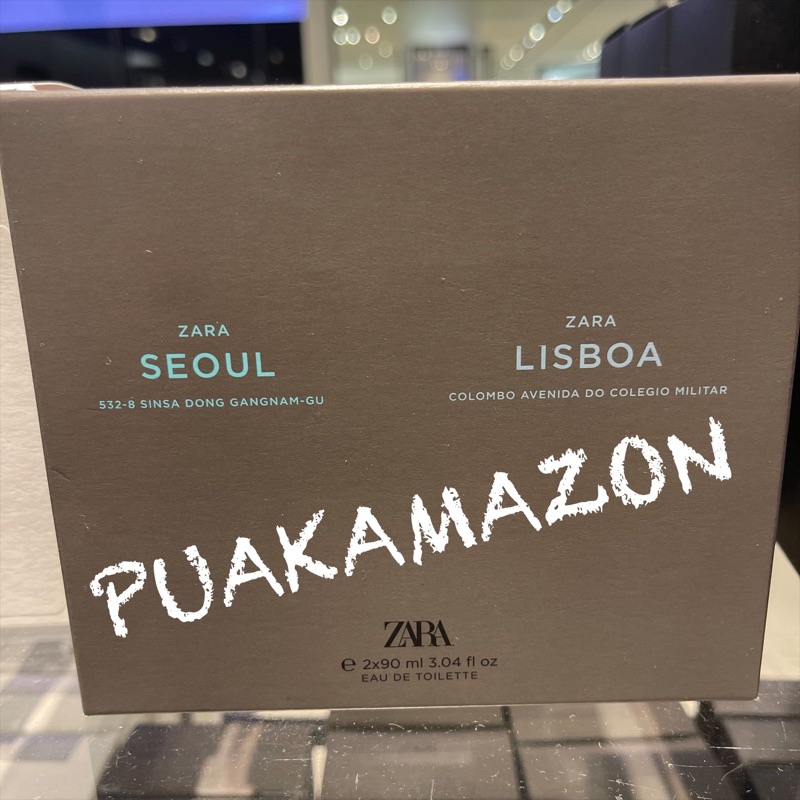 ZARA
SEOUL
532-8 SINSA DONG GANGNAM-GU
ZARA
LISBOA
COLOMBO AVENIDA DO COLEGIO MILITAR
PUAKAMAZON
ZARA
℮ 2x90 ml 3.04 fl oz
EAU DE TOILETTE